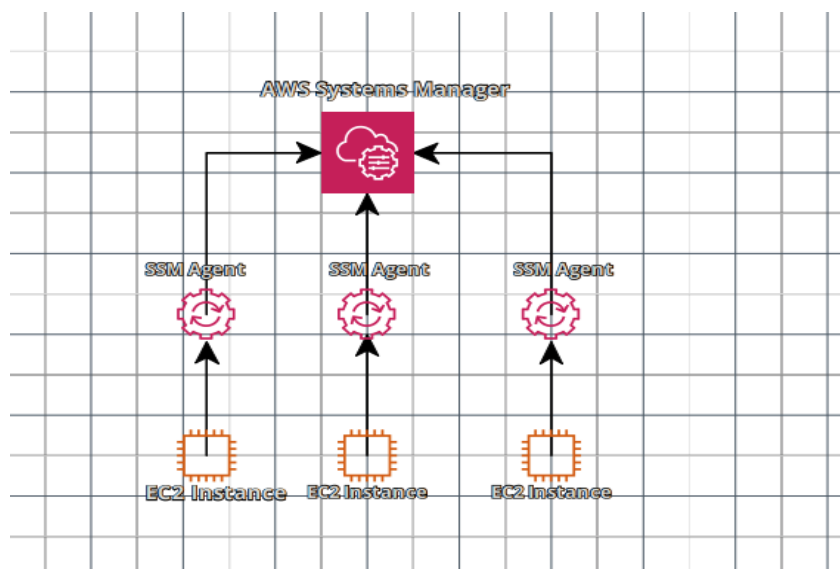 AWS Systems Manager
SSM Agent
SSM Agent
SSM Agent
EC2 Instance
EC2 Instance
EC2 Instance